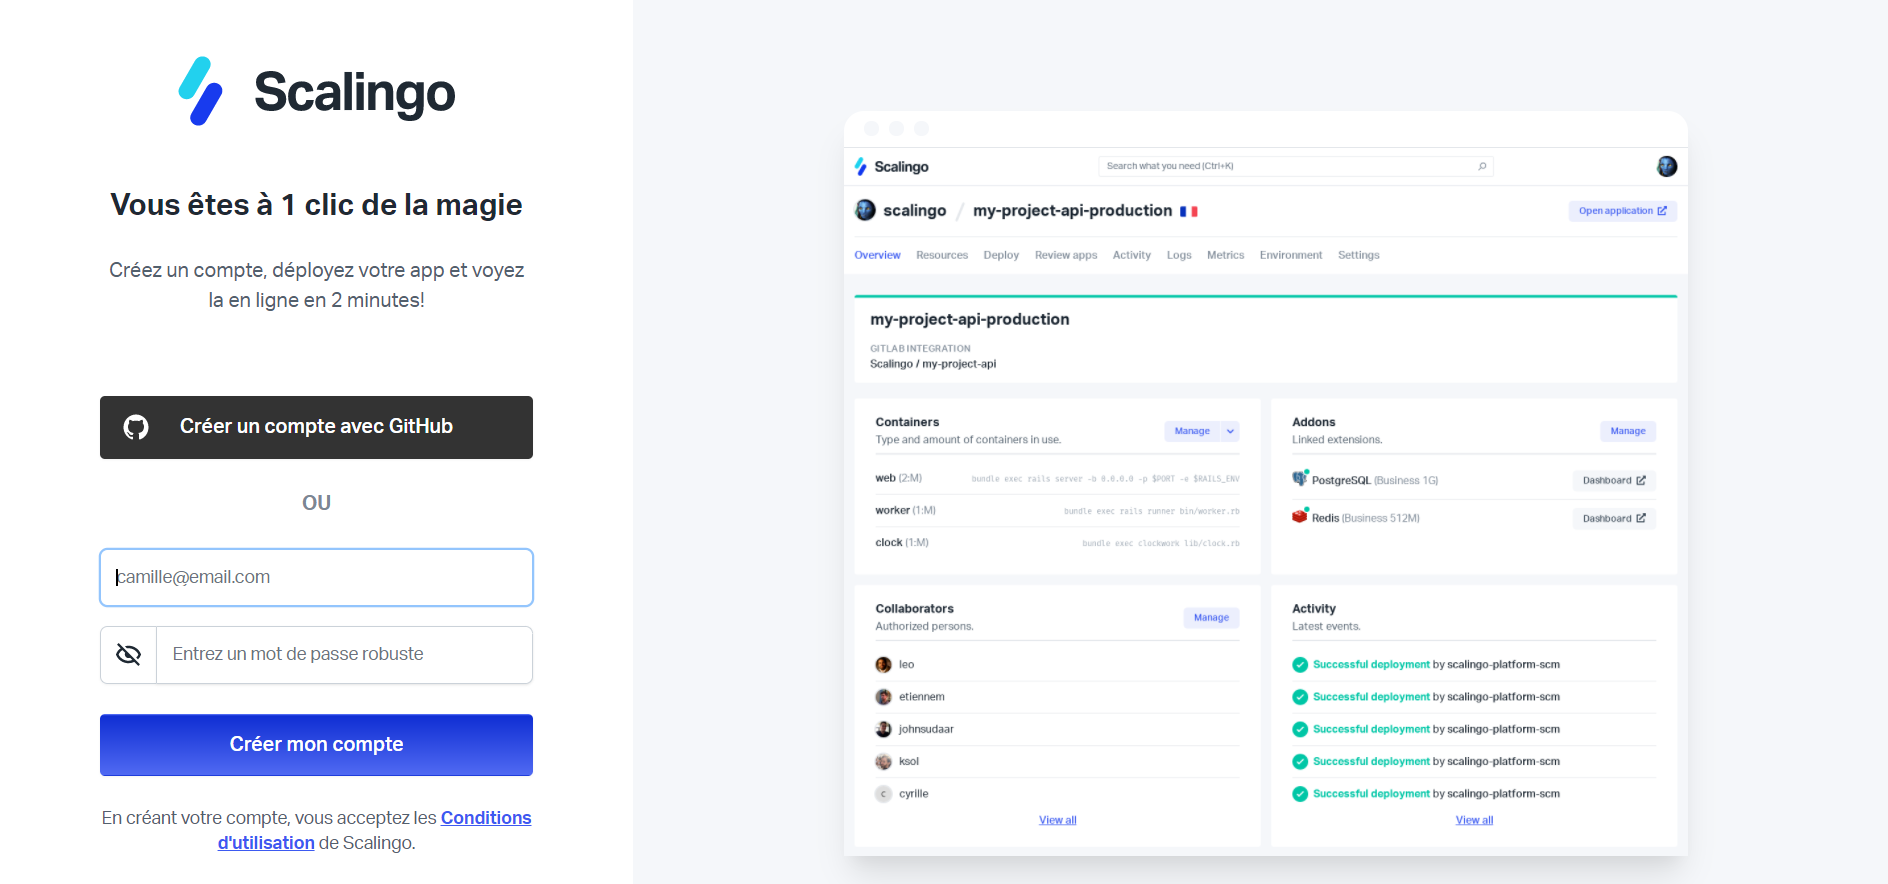 Scalingo
Vous êtes à 1 clic de la magie
Créez un compte, déployez votre app et voyez
la en ligne en 2 minutes!
Créer un compte avec GitHub
OU
camille@email.com
Entrez un mot de passe robuste
Créer mon compte
En créant votre compte, vous acceptez les Conditions
d'utilisation de Scalingo.
Scalingo
Search what you need (Ctrl+K)
scalingo / my-project-api-production
Open application
Overview Resources Deploy Review apps Activity Logs Metrics Environment Settings
my-project-api-production
GITLAB INTEGRATION
Scalingo / my-project-api
Containers
Type and amount of containers in use.
Manage
web (2:M) bundle exec rails server -b 0.0.0.0 -p $PORT -e $RAILS_ENV
worker (1:M) bundle exec rails runner bin/worker.rb
clock (1:M) bundle exec clockwork lib/clock.rb
Addons
Linked extensions.
Manage
PostgreSQL (Business 1G) Dashboard
Redis (Business 512M) Dashboard
Collaborators
Authorized persons.
Manage
leo
etiennem
johnsudaar
ksol
C cyrille
View all
Activity
Latest events.
Successful deployment by scalingo-platform-scm
Successful deployment by scalingo-platform-scm
Successful deployment by scalingo-platform-scm
Successful deployment by scalingo-platform-scm
Successful deployment by scalingo-platform-scm
View all